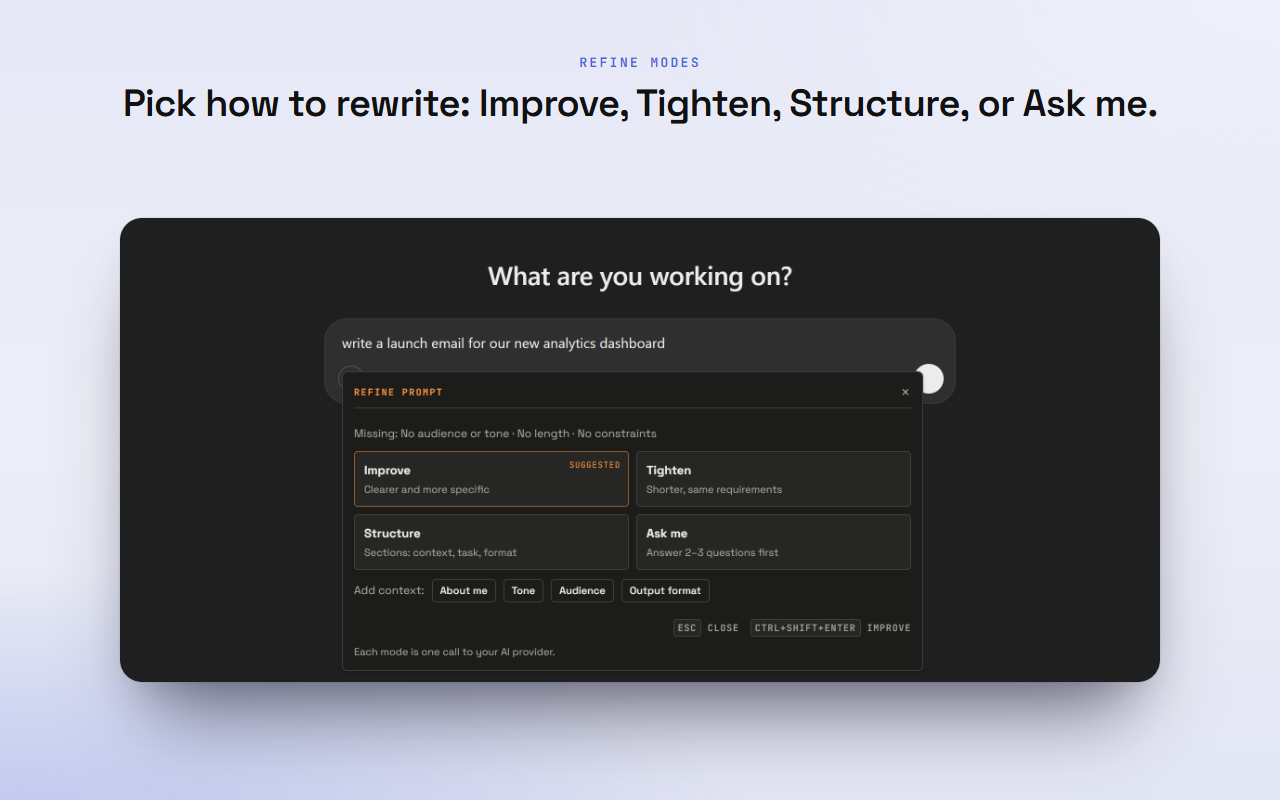 REFINE MODES
Pick how to rewrite: Improve, Tighten, Structure, or Ask me.
What are you working on?
write a launch email for our new analytics dashboard
REFINE PROMPT ×
Missing: No audience or tone · No length · No constraints
Improve SUGGESTED
Clearer and more specific
Tighten
Shorter, same requirements
Structure
Sections: context, task, format
Ask me
Answer 2–3 questions first
Add context: About me Tone Audience Output format
ESC CLOSE CTRL+SHIFT+ENTER IMPROVE
Each mode is one call to your AI provider.